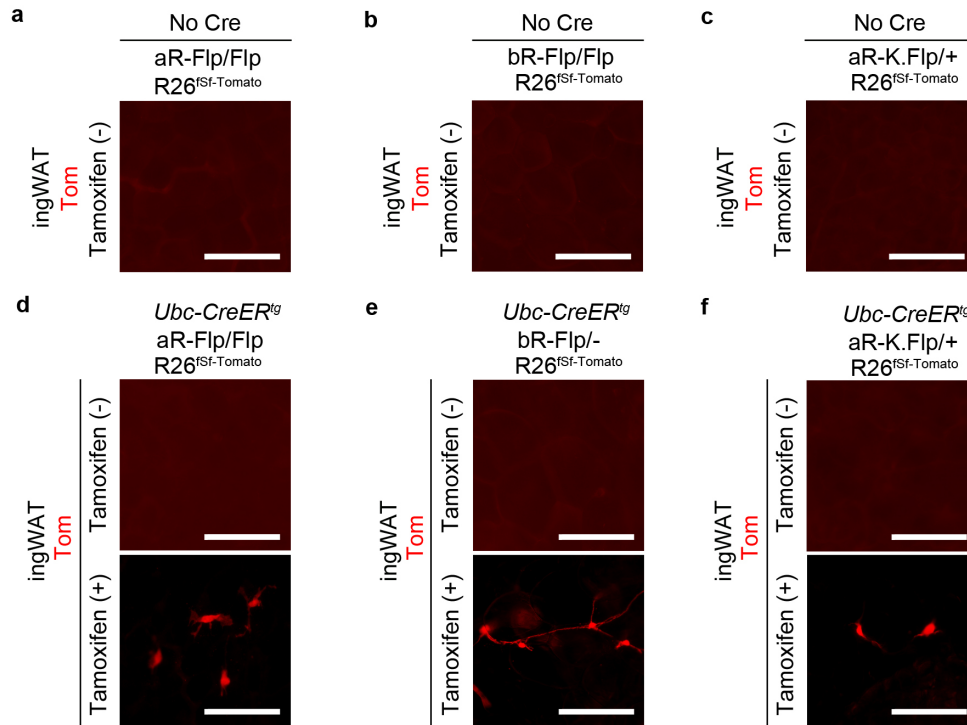 a
No Cre
aR-Flp/Flp
R26fSf-Tomato
ingWAT
Tom
Tamoxifen (-)
b
No Cre
bR-Flp/Flp
R26fSf-Tomato
ingWAT
Tom
Tamoxifen (-)
c
No Cre
aR-K.Flp/+
R26fSf-Tomato
ingWAT
Tom
Tamoxifen (-)
d
Ubc-CreERtg
aR-Flp/Flp
R26fSf-Tomato
ingWAT
Tom
Tamoxifen (-)
Tamoxifen (+)
e
Ubc-CreERtg
bR-Flp/-
R26fSf-Tomato
ingWAT
Tom
Tamoxifen (-)
Tamoxifen (+)
f
Ubc-CreERtg
aR-K.Flp/+
R26fSf-Tomato
ingWAT
Tom
Tamoxifen (-)
Tamoxifen (+)